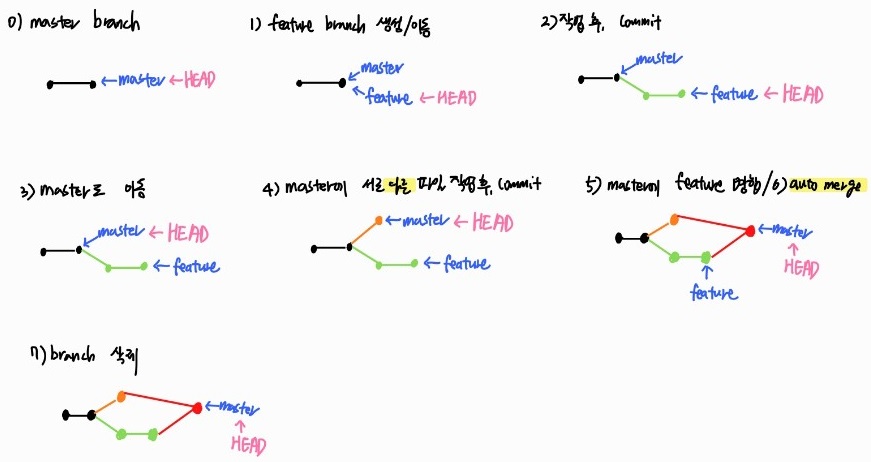 0) master branch
←master ←HEAD
1) feature branch 생성/이동
master
feature ←HEAD
2) 작업 후, commit
master
←feature ←HEAD
3) master로 이동
master ←HEAD
←feature
4) master에 서로 다른 파일 작업 후, commit
←master ←HEAD
←feature
5) master에 feature 병합/6) auto merge
←master
↑
HEAD
↑
feature
7) branch 삭제
←master
↑
HEAD